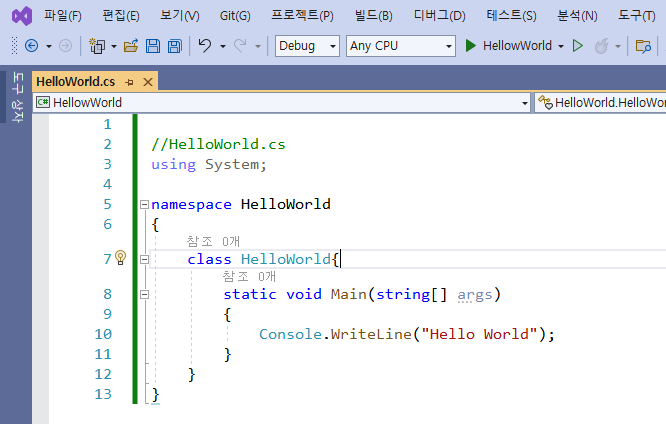 파일(F) 편집(E) 보기(V) Git(G) 프로젝트(P) 빌드(B) 디버그(D) 테스트(S) 분석(N) 도구(T)
Debug Any CPU HellowWorld
도구 상자
HelloWorld.cs
C# HellowWorld HelloWorld.HelloWo
1
2 //HelloWorld.cs
3 using System;
4
5 namespace HelloWorld
6 {
참조 0개
7 class HelloWorld{
참조 0개
8 static void Main(string[] args)
9 {
10 Console.WriteLine("Hello World");
11 }
12 }
13 }